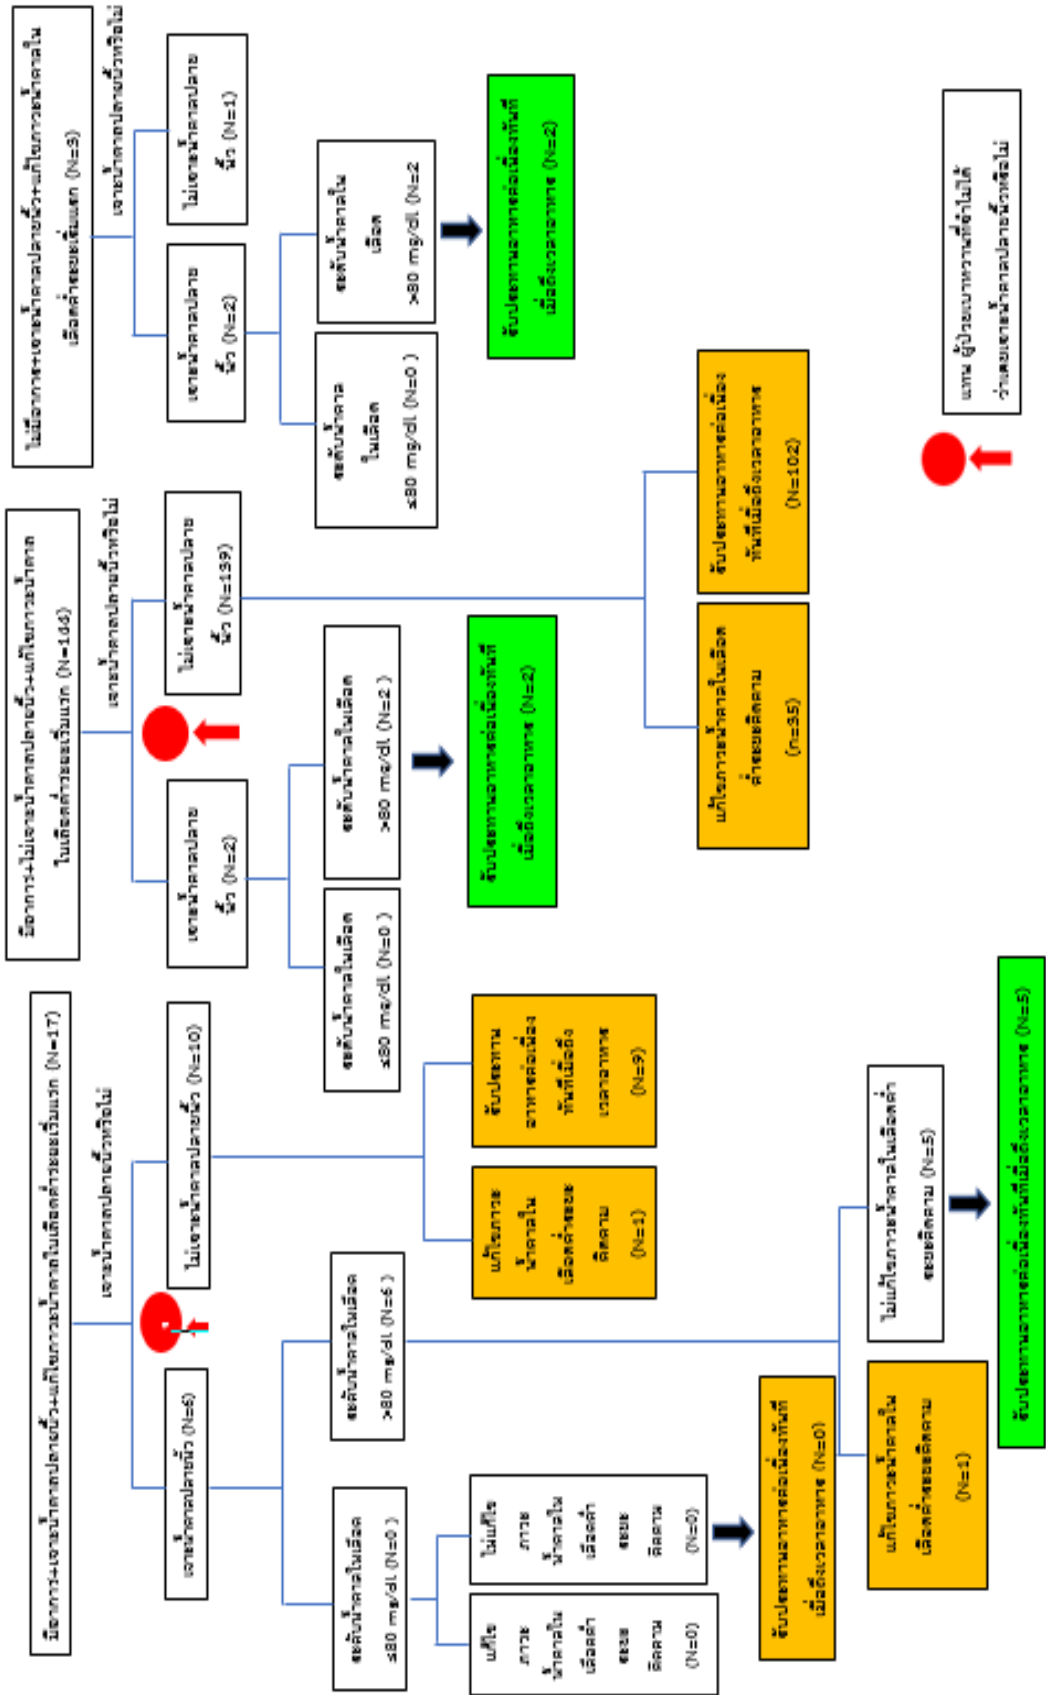 มีอาการ+เจาะน้ำตาลปลายนิ้ว+แก้ไขภาวะน้ำตาลในเลือดต่ำระยะเริ่มแรก (N=17)
เจาะน้ำตาลปลายนิ้วหรือไม่
เจาะน้ำตาลปลายนิ้ว (N=6)
ไม่เจาะน้ำตาลปลายนิ้ว (N=10)
ระดับน้ำตาลในเลือด
≤80 mg/dl (N=0)
ระดับน้ำตาลในเลือด
>80 mg/dl (N=6)
แก้ไข
ภาวะ
น้ำตาลใน
เลือดต่ำ
ระยะ
ติดตาม
(N=0)
ไม่แก้ไข
ภาวะ
น้ำตาลใน
เลือดต่ำ
ระยะ
ติดตาม
(N=0)
แก้ไขภาวะ
น้ำตาลใน
เลือดต่ำระยะ
ติดตาม
(N=1)
รับประทาน
อาหารต่อเนื่อง
ทันทีเมื่อถึง
เวลาอาหาร
(N=9)
รับประทานอาหารต่อเนื่องทันที
เมื่อถึงเวลาอาหาร (N=0)
แก้ไขภาวะน้ำตาลใน
เลือดต่ำระยะติดตาม
(N=1)
ไม่แก้ไขภาวะน้ำตาลในเลือดต่ำ
ระยะติดตาม (N=5)
รับประทานอาหารต่อเนื่องทันทีเมื่อถึงเวลาอาหาร (N=5)
มีอาการ+ไม่เจาะน้ำตาลปลายนิ้ว+แก้ไขภาวะน้ำตาล
ในเลือดต่ำระยะเริ่มแรก (N=144)
เจาะน้ำตาลปลายนิ้วหรือไม่
เจาะน้ำตาลปลาย
นิ้ว (N=2)
ไม่เจาะน้ำตาลปลาย
นิ้ว (N=139)
ระดับน้ำตาลในเลือด
≤80 mg/dl (N=0 )
ระดับน้ำตาลในเลือด
>80 mg/dl (N=2 )
รับประทานอาหารต่อเนื่องทันที
เมื่อถึงเวลาอาหาร (N=2)
แก้ไขภาวะน้ำตาลในเลือด
ต่ำระยะติดตาม
(n=35)
รับประทานอาหารต่อเนื่อง
ทันทีเมื่อถึงเวลาอาหาร
(N=102)
ไม่มีอาการ+เจาะน้ำตาลปลายนิ้ว+แก้ไขภาวะน้ำตาลใน
เลือดต่ำระยะเริ่มแรก (N=3)
เจาะน้ำตาลปลายนิ้วหรือไม่
เจาะน้ำตาลปลาย
นิ้ว (N=2)
ไม่เจาะน้ำตาลปลาย
นิ้ว (N=1)
ระดับน้ำตาล
ในเลือด
≤80 mg/dl (N=0 )
ระดับน้ำตาลใน
เลือด
>80 mg/dl (N=2
รับประทานอาหารต่อเนื่องทันที
เมื่อถึงเวลาอาหาร (N=2)
แทน ผู้ป่วยเบาหวานที่จำไม่ได้
ว่าเคยเจาะน้ำตาลปลายนิ้วหรือไม่